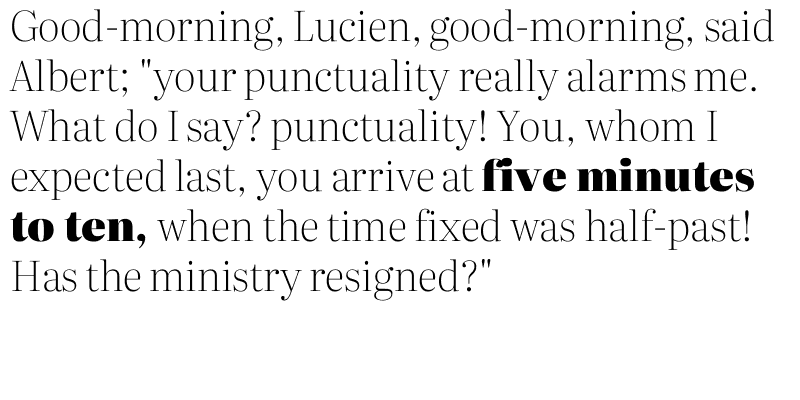 Good-morning, Lucien, good-morning, said
Albert; "your punctuality really alarms me.
What do I say? punctuality! You, whom I
expected last, you arrive at five minutes
to ten, when the time fixed was half-past!
Has the ministry resigned?"